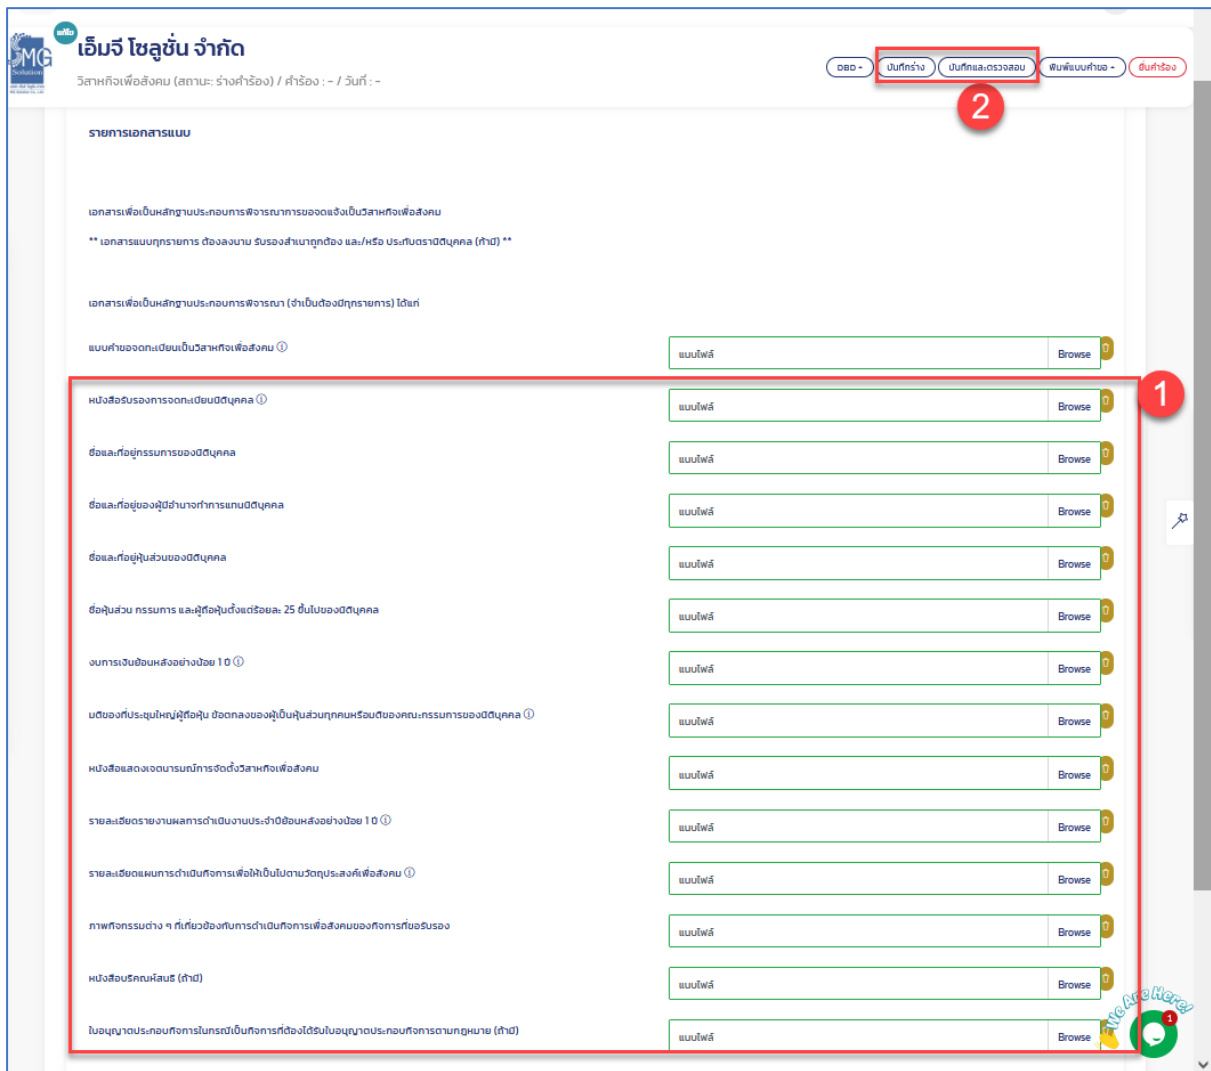 SMG
Solution
แก้ไข
เอ็มจี โซลูชั่น จำกัด
วิสาหกิจเพื่อสังคม (สถานะ: ร่างคำร้อง) / คำร้อง : - / วันที่ : -
DBD
บันทึกร่าง
บันทึกและตรวจสอบ
พิมพ์แบบคำขอ
ยื่นคำร้อง
2
รายการเอกสารแนบ
เอกสารเพื่อเป็นหลักฐานประกอบการพิจารณาการขอจดแจ้งเป็นวิสาหกิจเพื่อสังคม
** เอกสารแนบทุกรายการ ต้องลงนาม รับรองสำเนาถูกต้อง และ/หรือ ประทับตรานิติบุคคล (ถ้ามี) **
เอกสารเพื่อเป็นหลักฐานประกอบการพิจารณา (จำเป็นต้องมีทุกรายการ) ได้แก่
แบบคำขอจดทะเบียนเป็นวิสาหกิจเพื่อสังคม
แนบไฟล์ Browse
1
หนังสือรับรองการจดทะเบียนนิติบุคคล
แนบไฟล์ Browse
ชื่อและที่อยู่กรรมการของนิติบุคคล
แนบไฟล์ Browse
ชื่อและที่อยู่ของผู้มีอำนาจทำการแทนนิติบุคคล
แนบไฟล์ Browse
ชื่อและที่อยู่หุ้นส่วนของนิติบุคคล
แนบไฟล์ Browse
ชื่อหุ้นส่วน กรรมการ และผู้ถือหุ้นตั้งแต่ร้อยละ 25 ขึ้นไปของนิติบุคคล
แนบไฟล์ Browse
งบการเงินย้อนหลังอย่างน้อย 1 ปี
แนบไฟล์ Browse
มติของที่ประชุมใหญ่ผู้ถือหุ้น ข้อตกลงของผู้เป็นหุ้นส่วนทุกคนหรือมติของคณะกรรมการของนิติบุคคล
แนบไฟล์ Browse
หนังสือแสดงเจตนารมณ์การจัดตั้งวิสาหกิจเพื่อสังคม
แนบไฟล์ Browse
รายละเอียดรายงานผลการดำเนินงานประจำปีย้อนหลังอย่างน้อย 1 ปี
แนบไฟล์ Browse
รายละเอียดแผนการดำเนินกิจการเพื่อให้เป็นไปตามวัตถุประสงค์เพื่อสังคม
แนบไฟล์ Browse
ภาพกิจกรรมต่าง ๆ ที่เกี่ยวข้องกับการดำเนินกิจการเพื่อสังคมของกิจการที่ขอรับรอง
แนบไฟล์ Browse
หนังสือบริคณห์สนธิ (ถ้ามี)
แนบไฟล์ Browse
ใบอนุญาตประกอบกิจการในกรณีเป็นกิจการที่ต้องได้รับใบอนุญาตประกอบกิจการตามกฎหมาย (ถ้ามี)
แนบไฟล์ Browse
We Are Here!
1